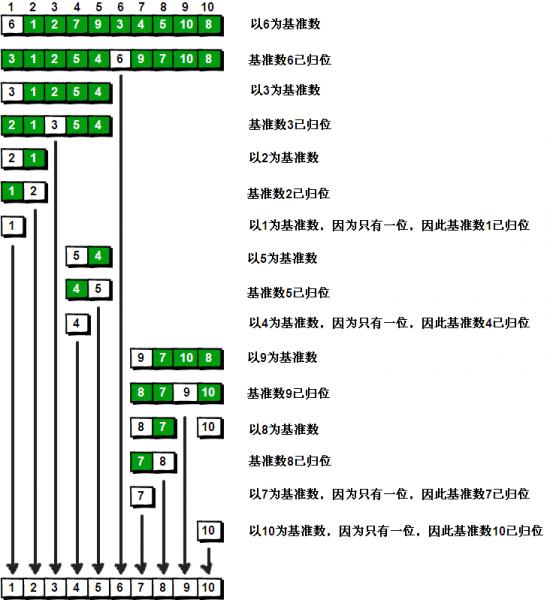 1 2 3 4 5 6 7 8 9 10
6 1 2 7 9 3 4 5 10 8 以6为基准数
3 1 2 5 4 6 9 7 10 8 基准数6已归位
3 1 2 5 4 以3为基准数
2 1 3 5 4 基准数3已归位
2 1 以2为基准数
1 2 基准数2已归位
1 以1为基准数，因为只有一位，因此基准数1已归位
5 4 以5为基准数
4 5 基准数5已归位
4 以4为基准数，因为只有一位，因此基准数4已归位
9 7 10 8 以9为基准数
8 7 9 10 基准数9已归位
8 7 10 以8为基准数
7 8 基准数8已归位
7 以7为基准数，因为只有一位，因此基准数7已归位
10 以10为基准数，因为只有一位，因此基准数10已归位
1 2 3 4 5 6 7 8 9 10